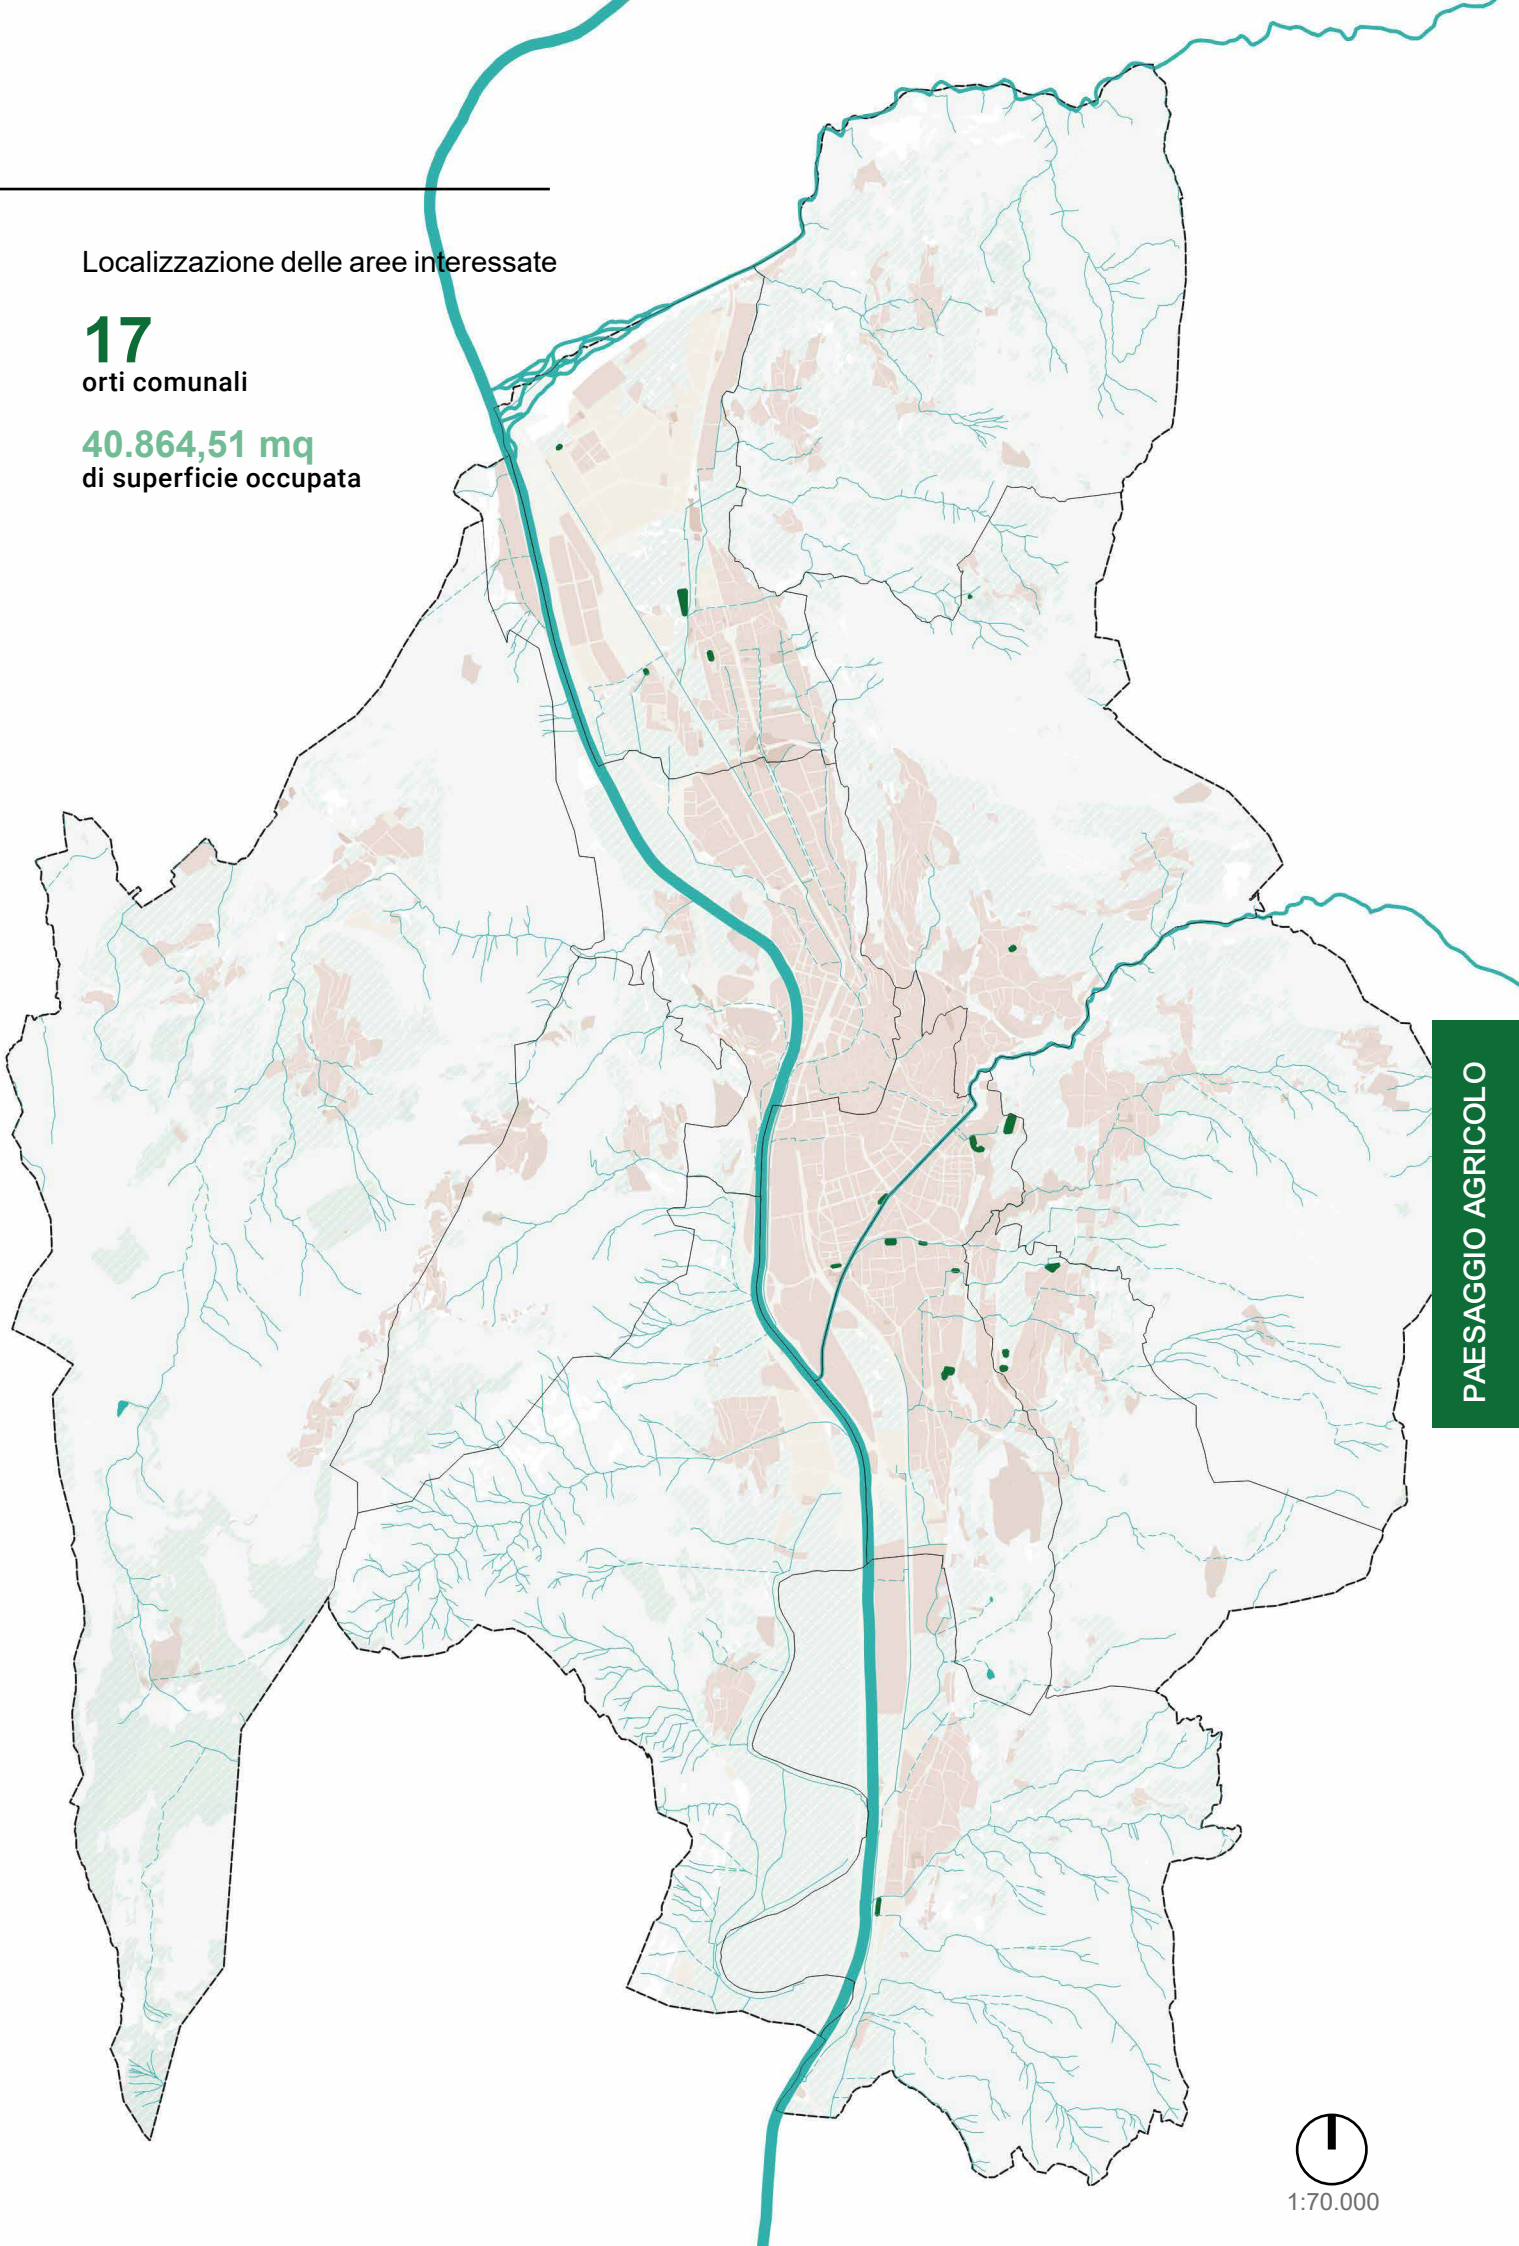 Localizzazione delle aree interessate
17
orti comunali
40.864,51 mq
di superficie occupata
PAESAGGIO AGRICOLO
1:70.000